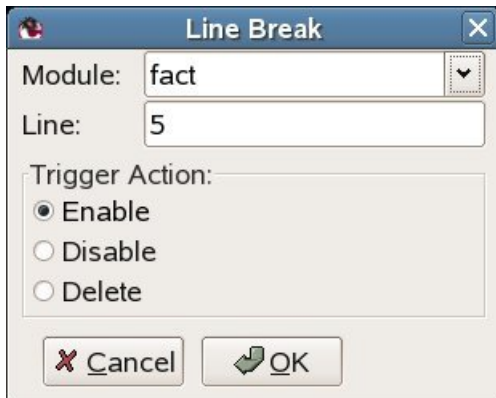 Line Break
Module: fact
Line: 5
Trigger Action:
Enable
Disable
Delete
Cancel OK